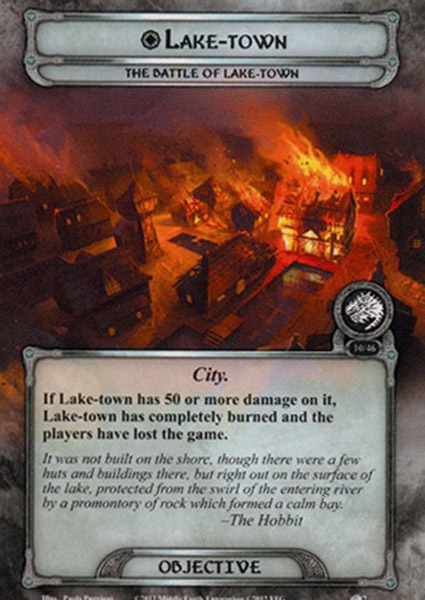 LAKE-TOWN
THE BATTLE OF LAKE-TOWN
10/46
City.
If Lake-town has 50 or more damage on it,
Lake-town has completely burned and the
players have lost the game.
It was not built on the shore, though there were a few
huts and buildings there, but right out on the surface of
the lake, protected from the swirl of the entering river
by a promontory of rock which formed a calm bay.
–The Hobbit
OBJECTIVE